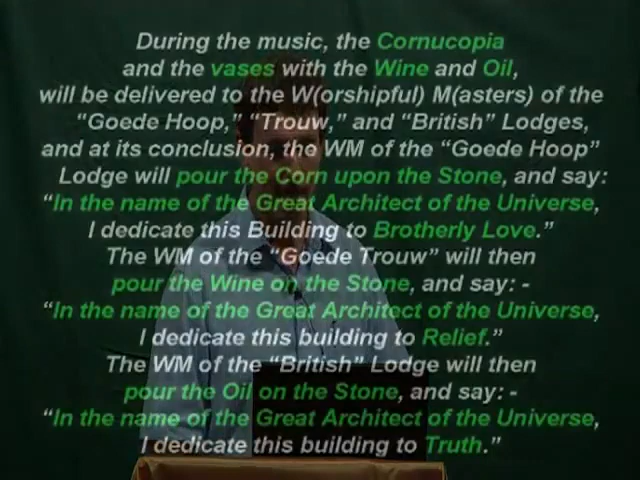 During the music, the Cornucopia
and the vases with the Wine and Oil,
will be delivered to the W(orshipful) M(asters) of the
“Goede Hoop,” “Trouw,” and “British” Lodges,
and at its conclusion, the WM of the “Goede Hoop”
Lodge will pour the Corn upon the Stone, and say:
“In the name of the Great Architect of the Universe,
I dedicate this Building to Brotherly Love.”
The WM of the “Goede Trouw” will then
pour the Wine on the Stone, and say: -
“In the name of the Great Architect of the Universe,
I dedicate this building to Relief.”
The WM of the “British” Lodge will then
pour the Oil on the Stone, and say: -
“In the name of the Great Architect of the Universe,
I dedicate this building to Truth.”